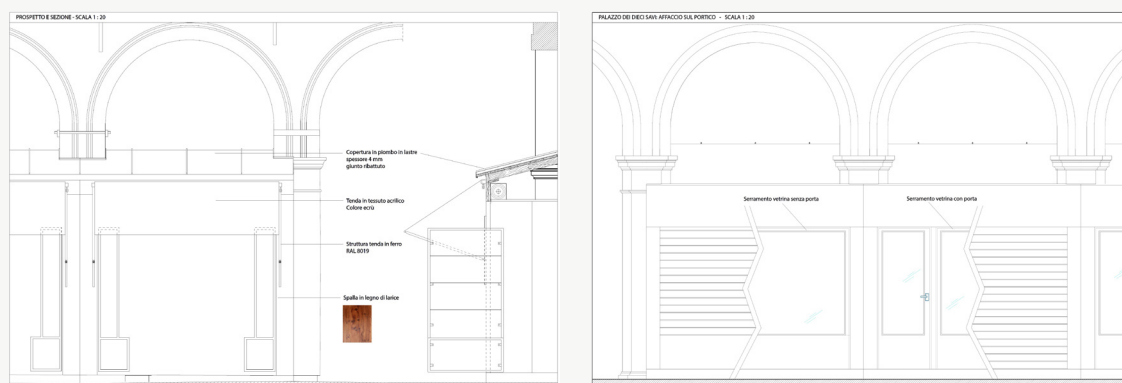 PROSPETTO E SEZIONE - SCALA 1 : 20
Copertura in piombo in lastre
spessore 4 mm
giunto ribattuto
Tenda in tessuto acrilico
Colore ecrù
Struttura tenda in ferro
RAL 8019
Spalla in legno di larice
PALAZZO DEI DIECI SAVI: AFFACCIO SUL PORTICO - SCALA 1 : 20
Serramento vetrina senza porta
Serramento vetrina con porta